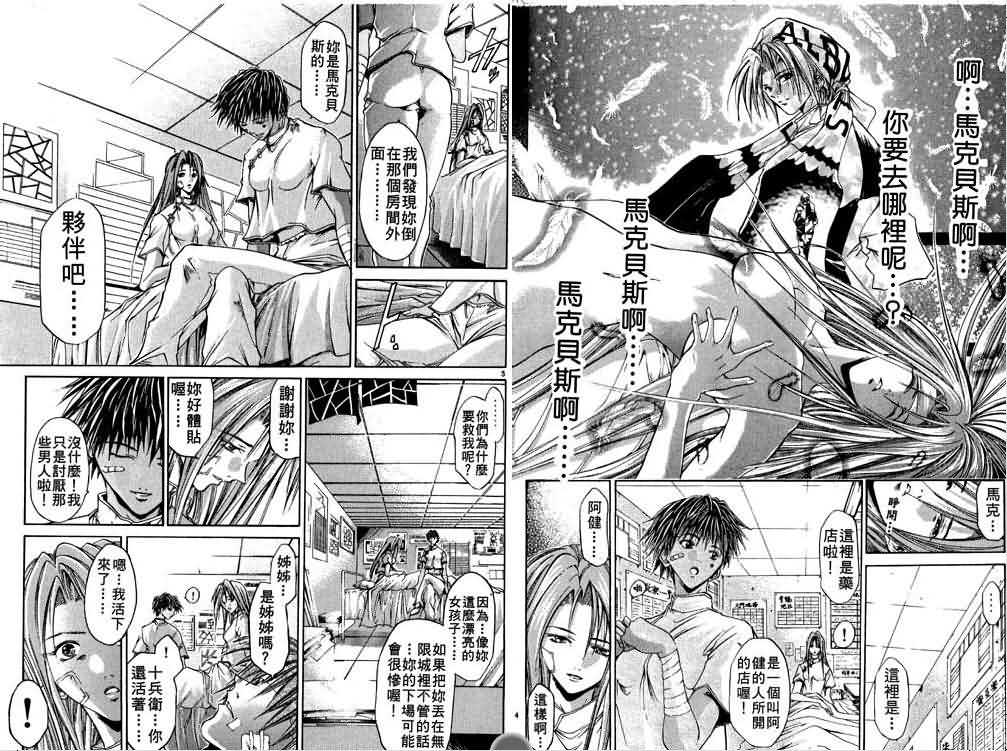 ALBA
S
啊…馬克貝斯啊…
你要去哪裡呢…?
馬克貝斯啊……
馬克貝斯啊……
馬克…
睜開…
……
這裡是…
!
這裡是藥
店啦!
是一個叫阿
健的人所開
的店喔!
阿健…
這樣啊…
4
我們發現妳倒
在那個房間外
面………
妳是馬克貝
斯的……
夥伴吧……
5
……
你們為什麼
要救我呢?
因為…像妳
這麼漂亮的
女孩子…
如果把妳丟在無
限城裡不管的話
…妳的下場可能
會很慘喔!
謝謝妳…
妳好體貼
喔…
沒什麼!我
只是討厭那
些男人啦!
姊姊…
…是姊姊嗎?
!
十兵衛…你
還活著…
嗯…我活下
來了……
!